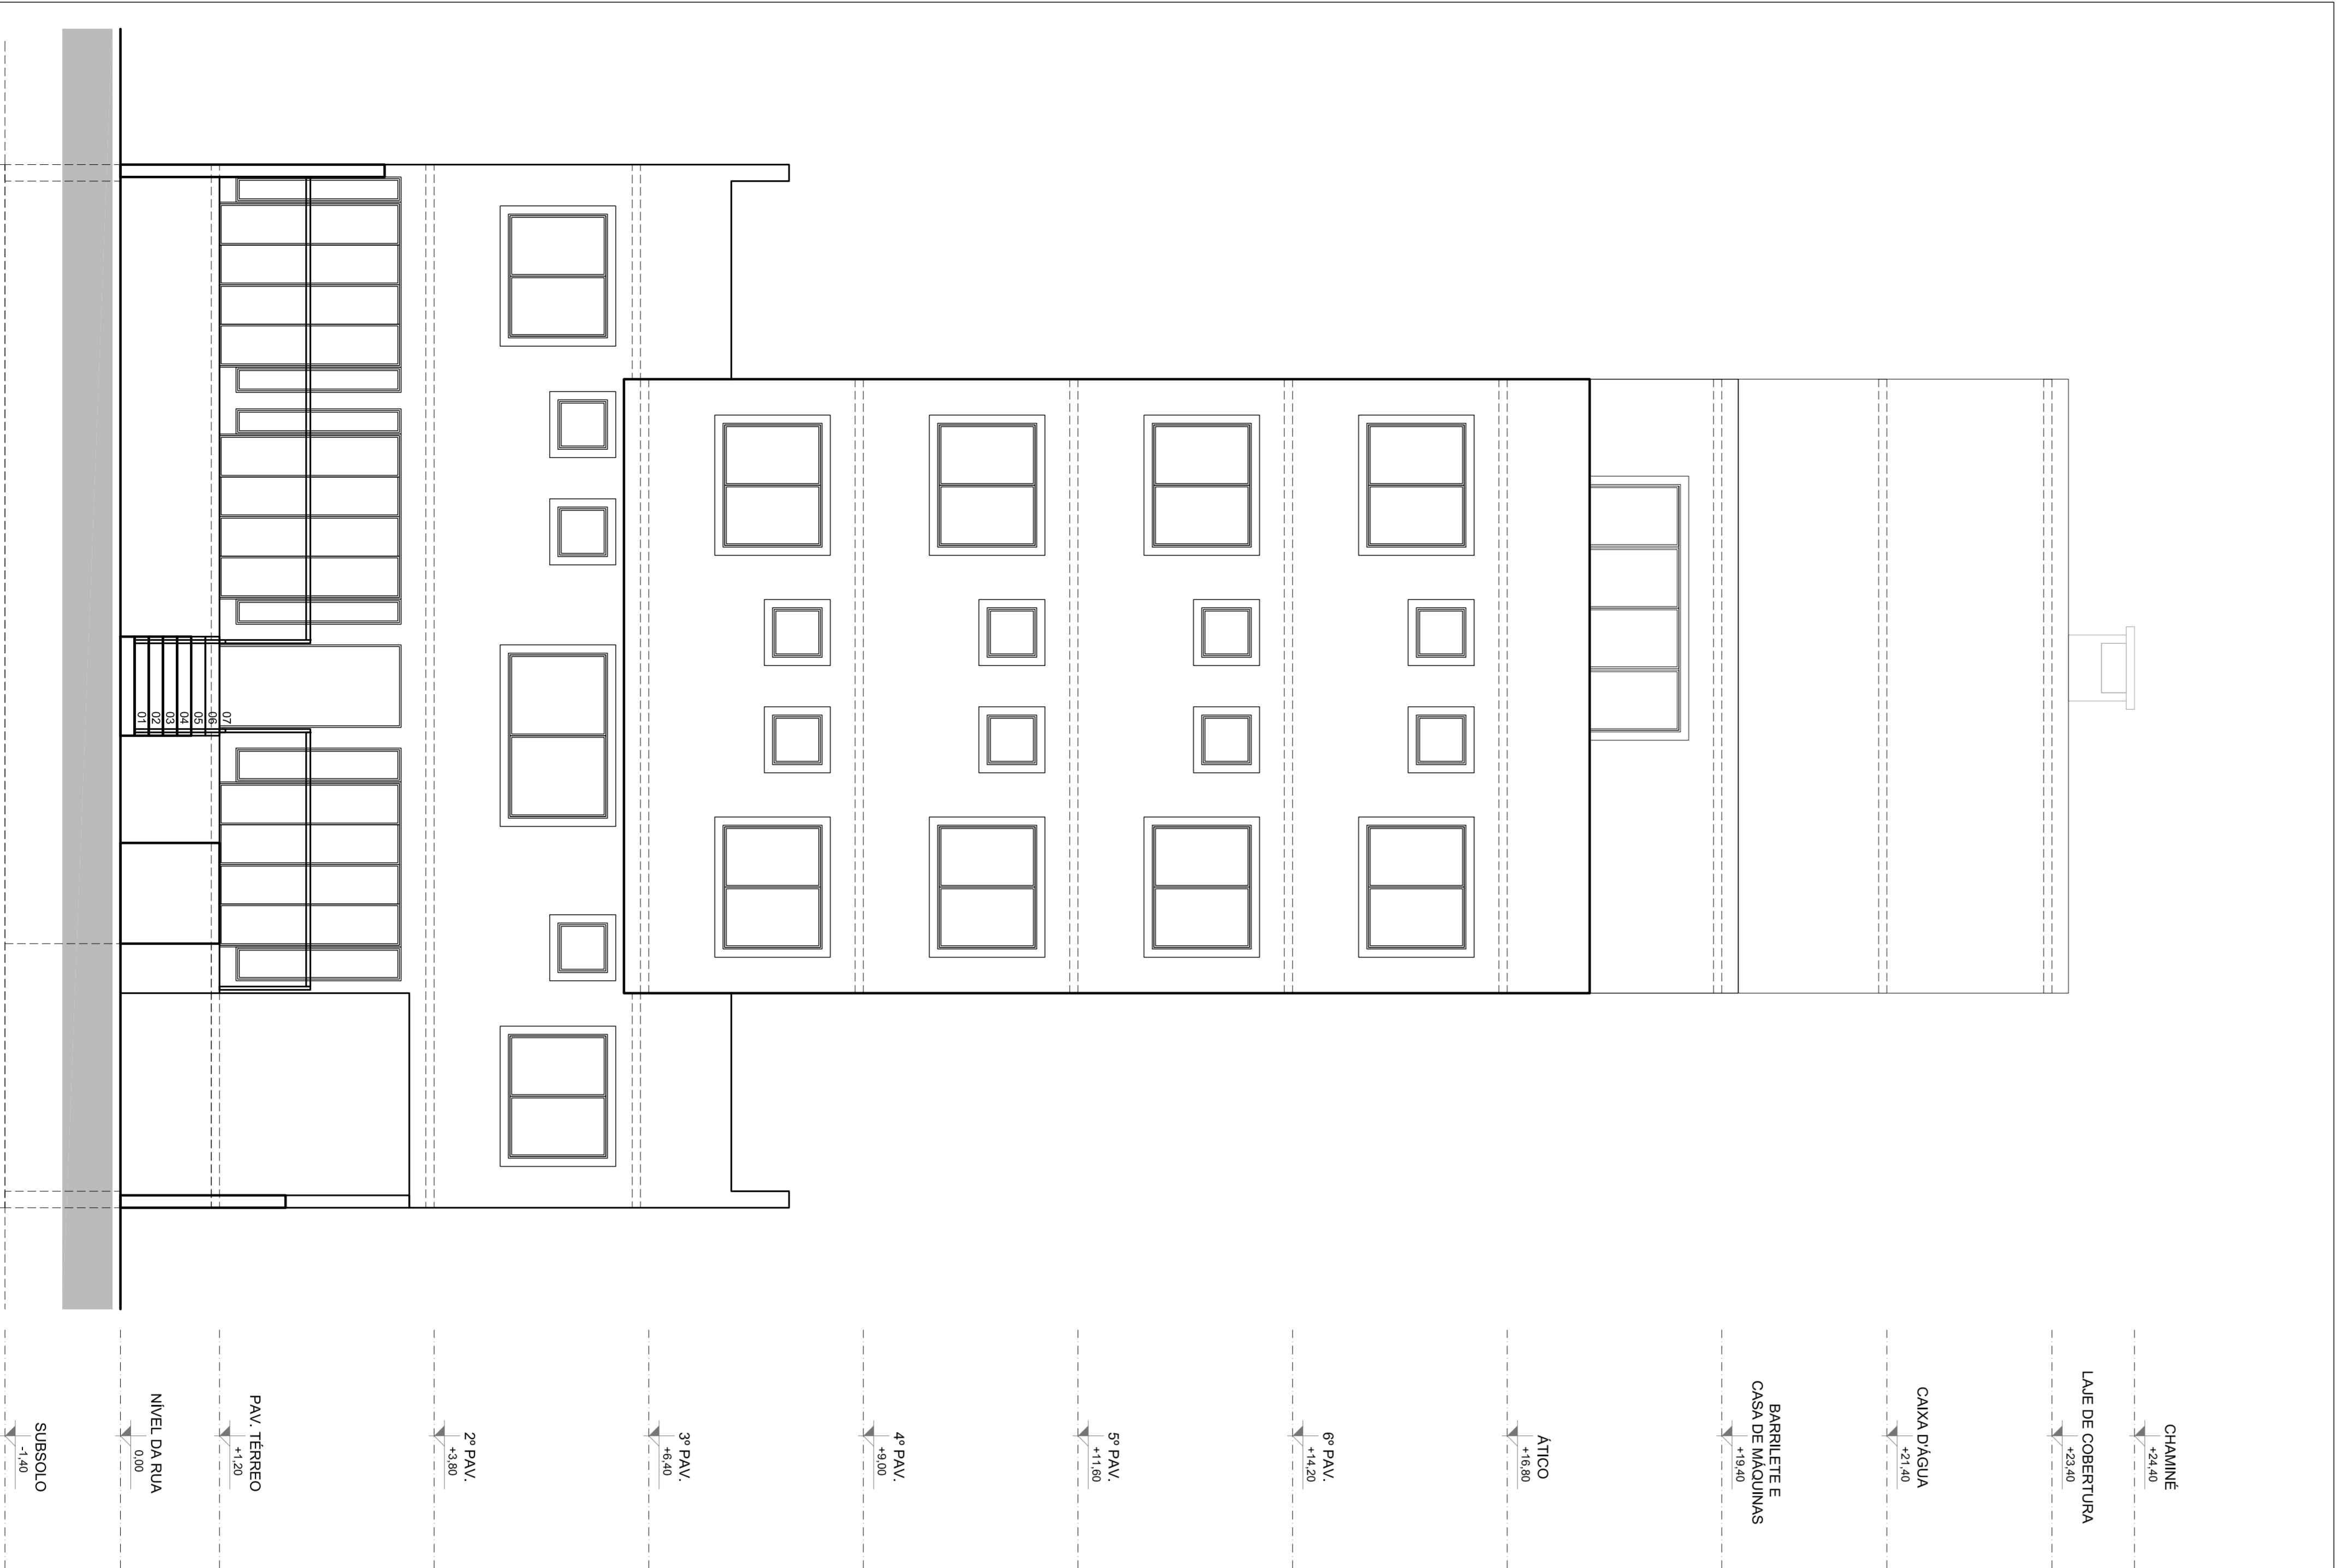 CHAMINÉ
+24,40
LAJE DE COBERTURA
+23,40
CAIXA D'ÁGUA
+21,40
BARRILETE E
CASA DE MÁQUINAS
+19,40
ÁTICO
+16,80
6º PAV.
+14,20
5º PAV.
+11,60
4º PAV.
+9,00
3º PAV.
+6,40
2º PAV.
+3,80
PAV. TÉRREO
+1,20
NÍVEL DA RUA
0,00
SUBSOLO
-1,40
07
06
05
04
03
02
01